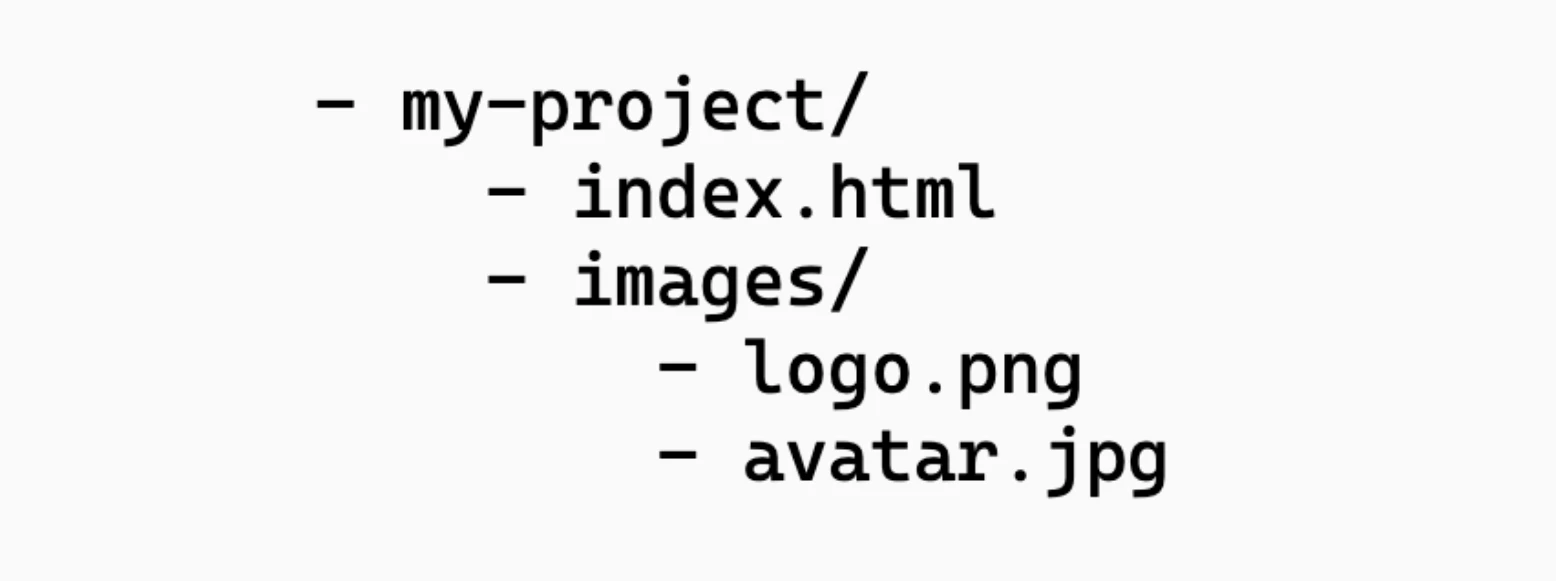 - my-project/
    - index.html
    - images/
        - logo.png
        - avatar.jpg